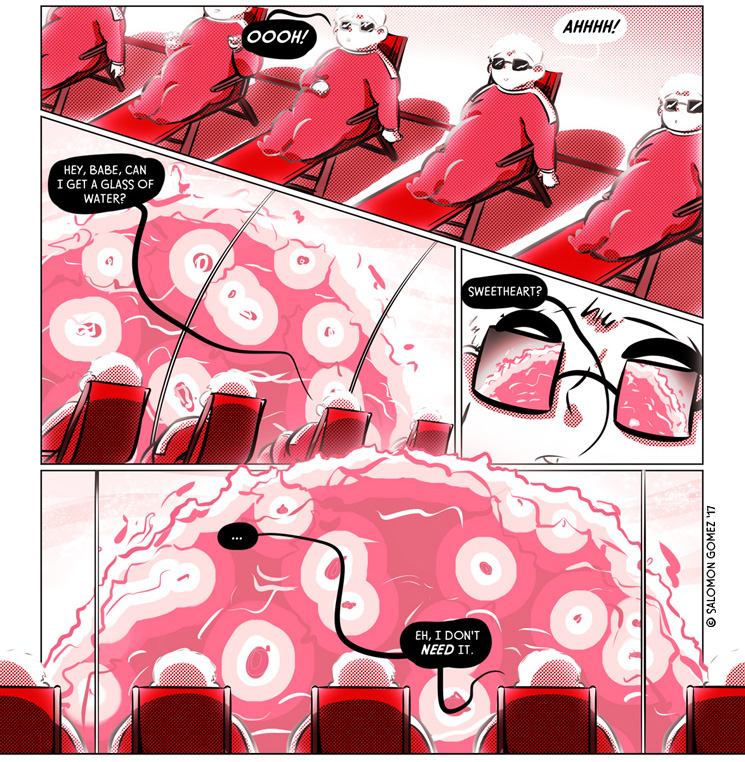 OOOH!
AHHHH!
HEY, BABE, CAN
I GET A GLASS OF
WATER?
SWEETHEART?
...
EH, I DON'T
NEED IT.
© SALOMON GOMEZ '17